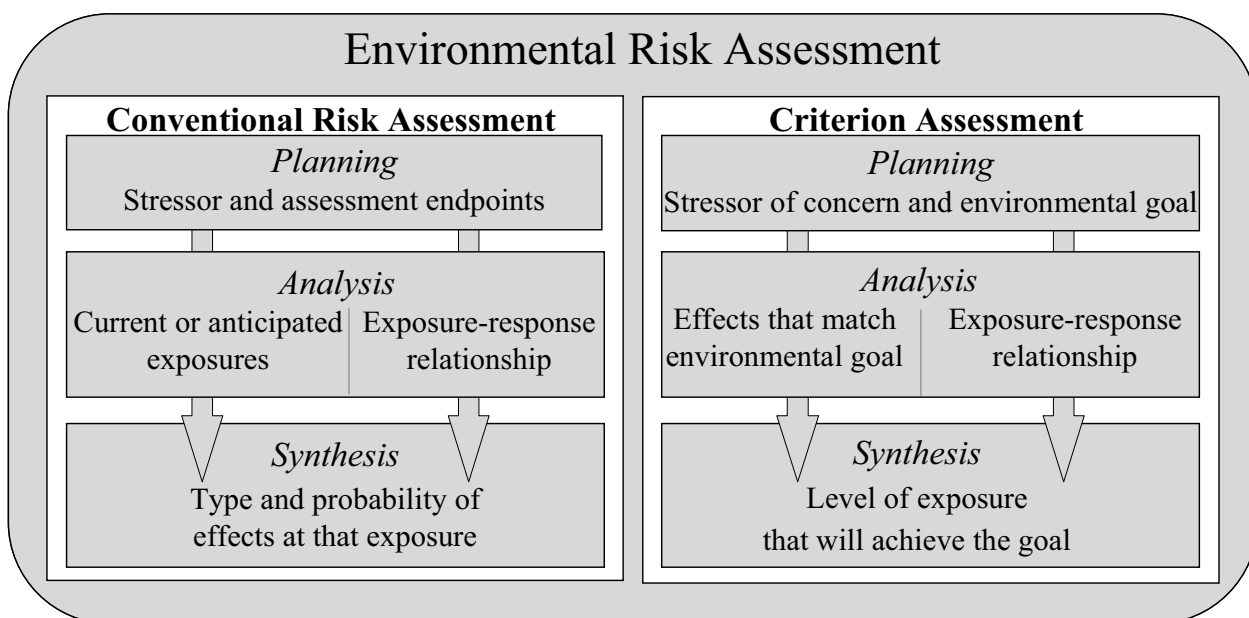 Environmental Risk Assessment
Conventional Risk Assessment
Planning
Stressor and assessment endpoints
Analysis
Current or anticipated
exposures
Exposure-response
relationship
Synthesis
Type and probability of
effects at that exposure
Criterion Assessment
Planning
Stressor of concern and environmental goal
Analysis
Effects that match
environmental goal
Exposure-response
relationship
Synthesis
Level of exposure
that will achieve the goal